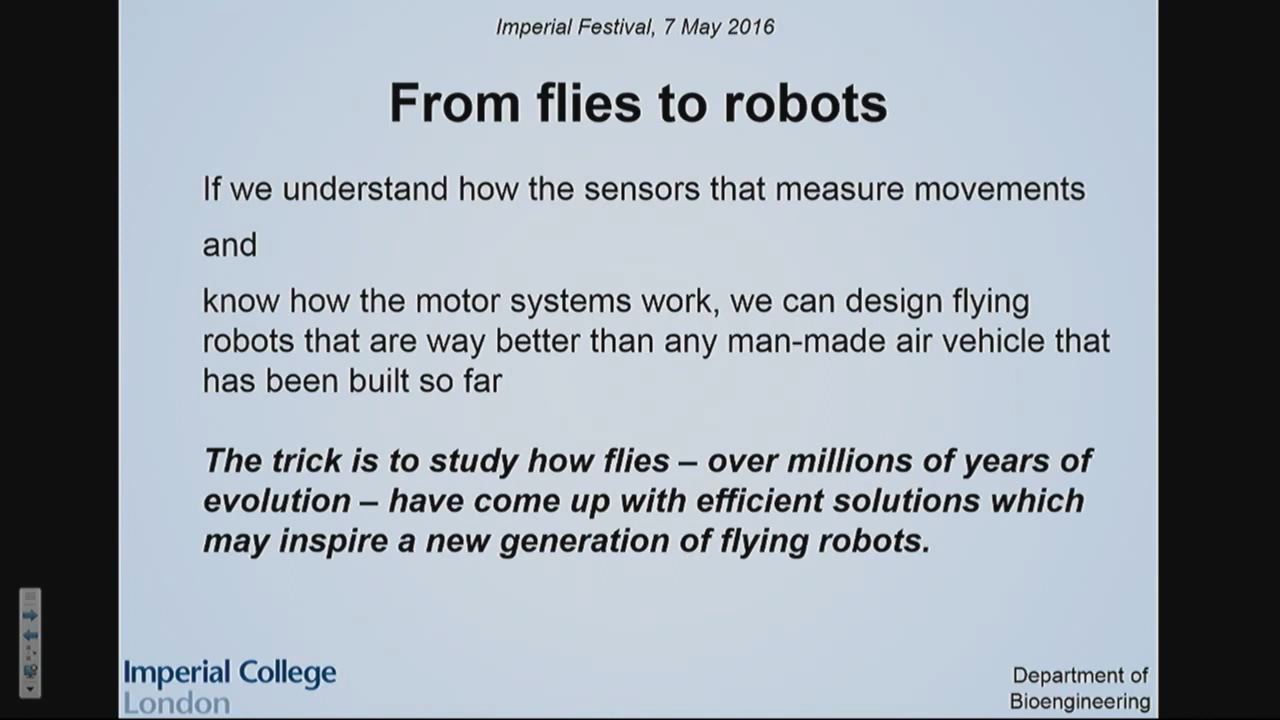 Imperial Festival, 7 May 2016
From flies to robots
If we understand how the sensors that measure movements
and
know how the motor systems work, we can design flying
robots that are way better than any man-made air vehicle that
has been built so far
The trick is to study how flies – over millions of years of
evolution – have come up with efficient solutions which
may inspire a new generation of flying robots.
Imperial College
London
Department of
Bioengineering